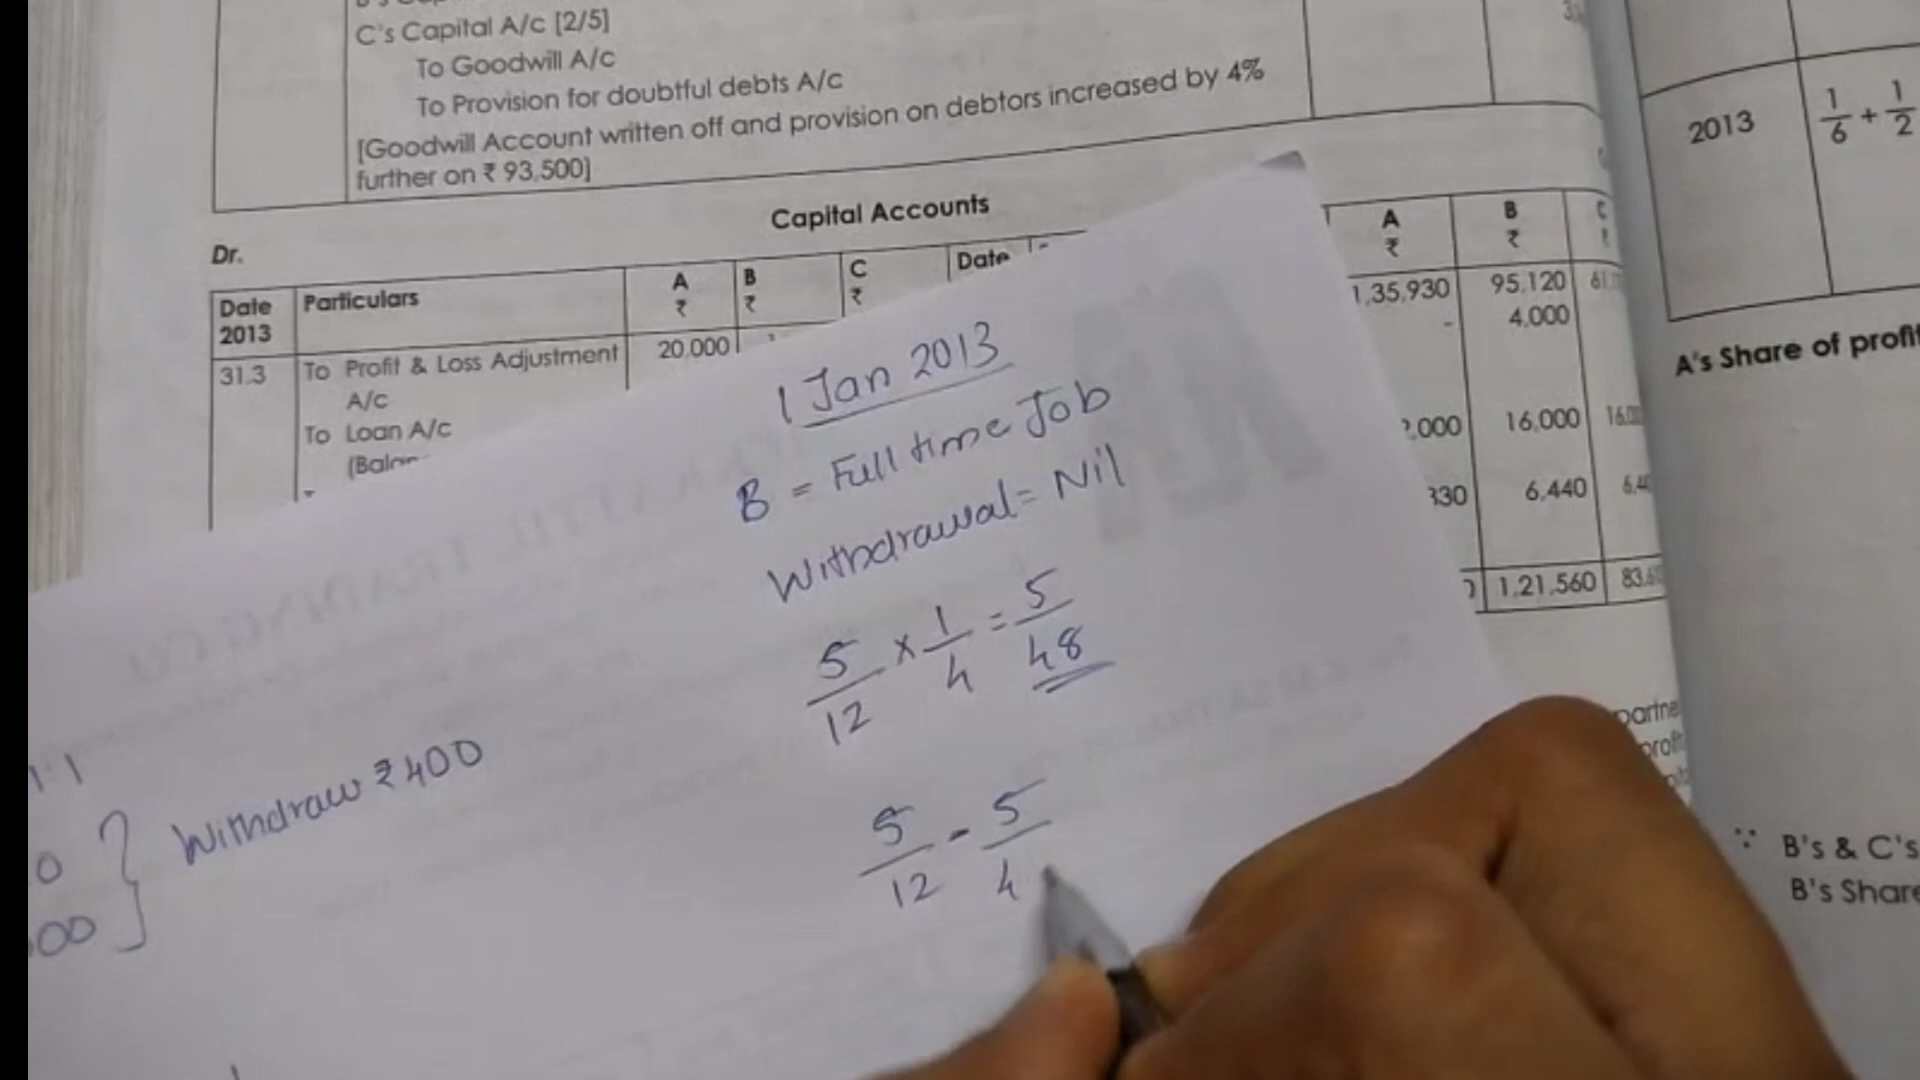 C's Capital A/c [2/5]
To Goodwill A/c
To Provision for doubtful debts A/c
[Goodwill Account written off and provision on debtors increased by 4%
further on ₹ 93,500]
Capital Accounts
Dr.
Date Particulars A B C Date A B C
2013 ₹ ₹ ₹ ₹ ₹
1,35,930 95,120
- 4,000
31.3 To Profit & Loss Adjustment 20,000
A/c
To Loan A/c
16,000
6,440
1,21,560
1 Jan 2013
B = Full time Job
Withdrawal = Nil
5/12 × 1/4 = 5/48
5/12 - 5/4
Withdraw ₹400
2013 1/6 + 1/2
A's Share of profit
∵ B's & C's
B's Share